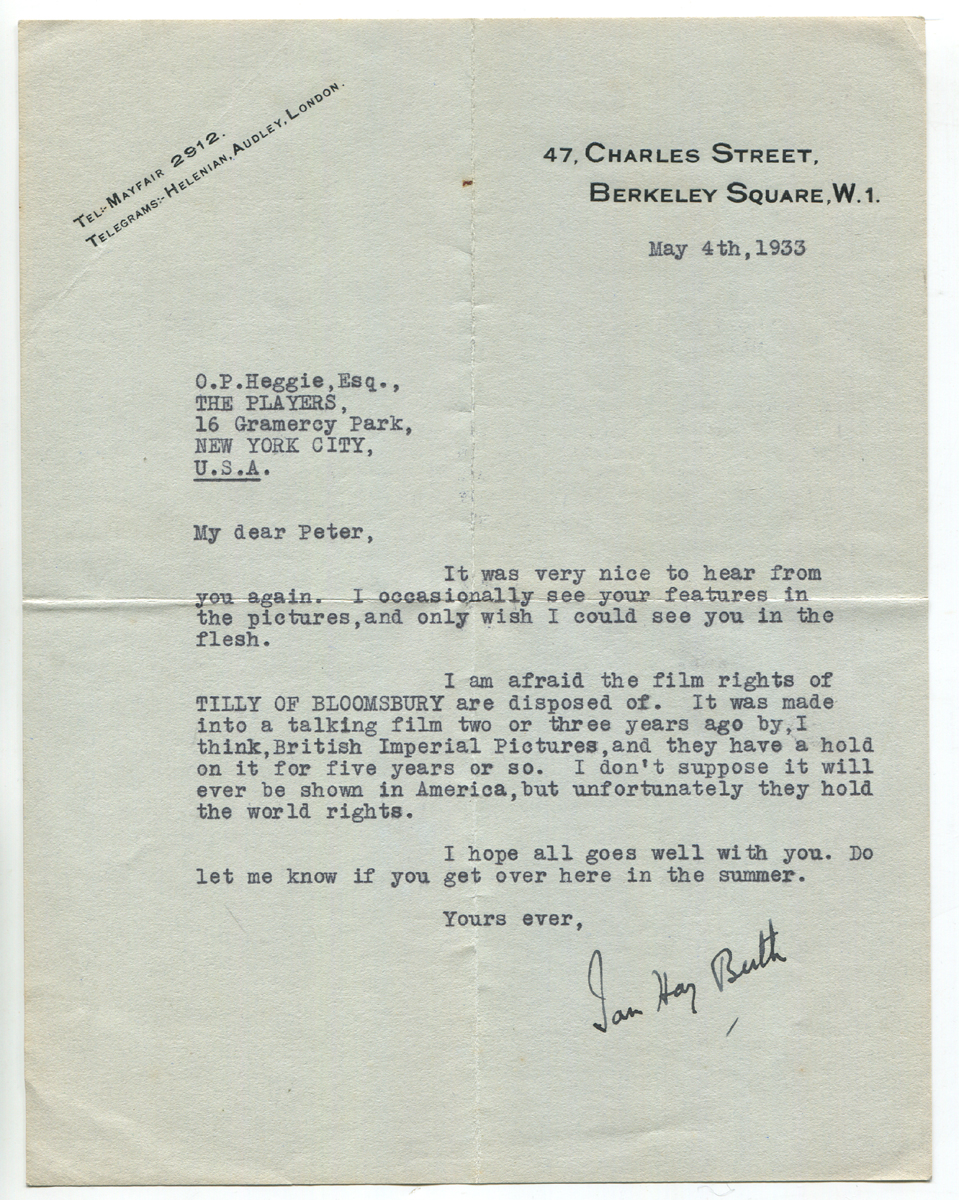 TEL:-MAYFAIR 2912.
TELEGRAMS:-HELENIAN, AUDLEY, LONDON.
47, CHARLES STREET,
BERKELEY SQUARE, W.1.
May 4th,1933
O.P.Heggie,Esq.,
THE PLAYERS,
16 Gramercy Park,
NEW YORK CITY,
U.S.A.
My dear Peter,
It was very nice to hear from
you again. I occasionally see your features in
the pictures,and only wish I could see you in the
flesh.
I am afraid the film rights of
TILLY OF BLOOMSBURY are disposed of. It was made
into a talking film two or three years ago by,I
think,British Imperial Pictures,and they have a hold
on it for five years or so. I don't suppose it will
ever be shown in America,but unfortunately they hold
the world rights.
I hope all goes well with you. Do
let me know if you get over here in the summer.
Yours ever,
Ian Hay Beith